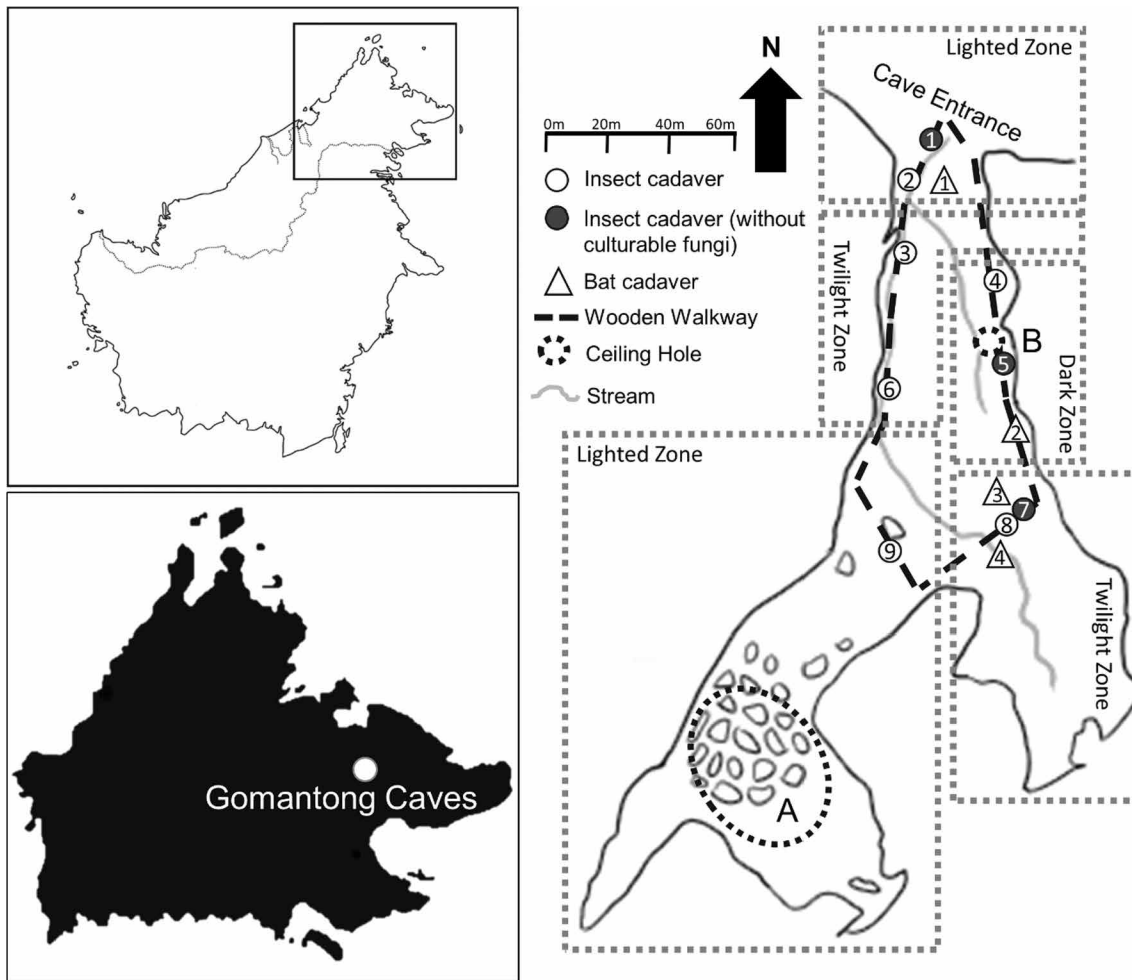 Gomantong Caves
N
0m 20m 40m 60m
Insect cadaver
Insect cadaver (without
culturable fungi)
Bat cadaver
Wooden Walkway
Ceiling Hole
Stream
Lighted Zone
Cave Entrance
1
2
1
Twilight Zone
3
4
B
5
Dark Zone
6
2
Lighted Zone
3
7
8
9
4
Twilight Zone
A